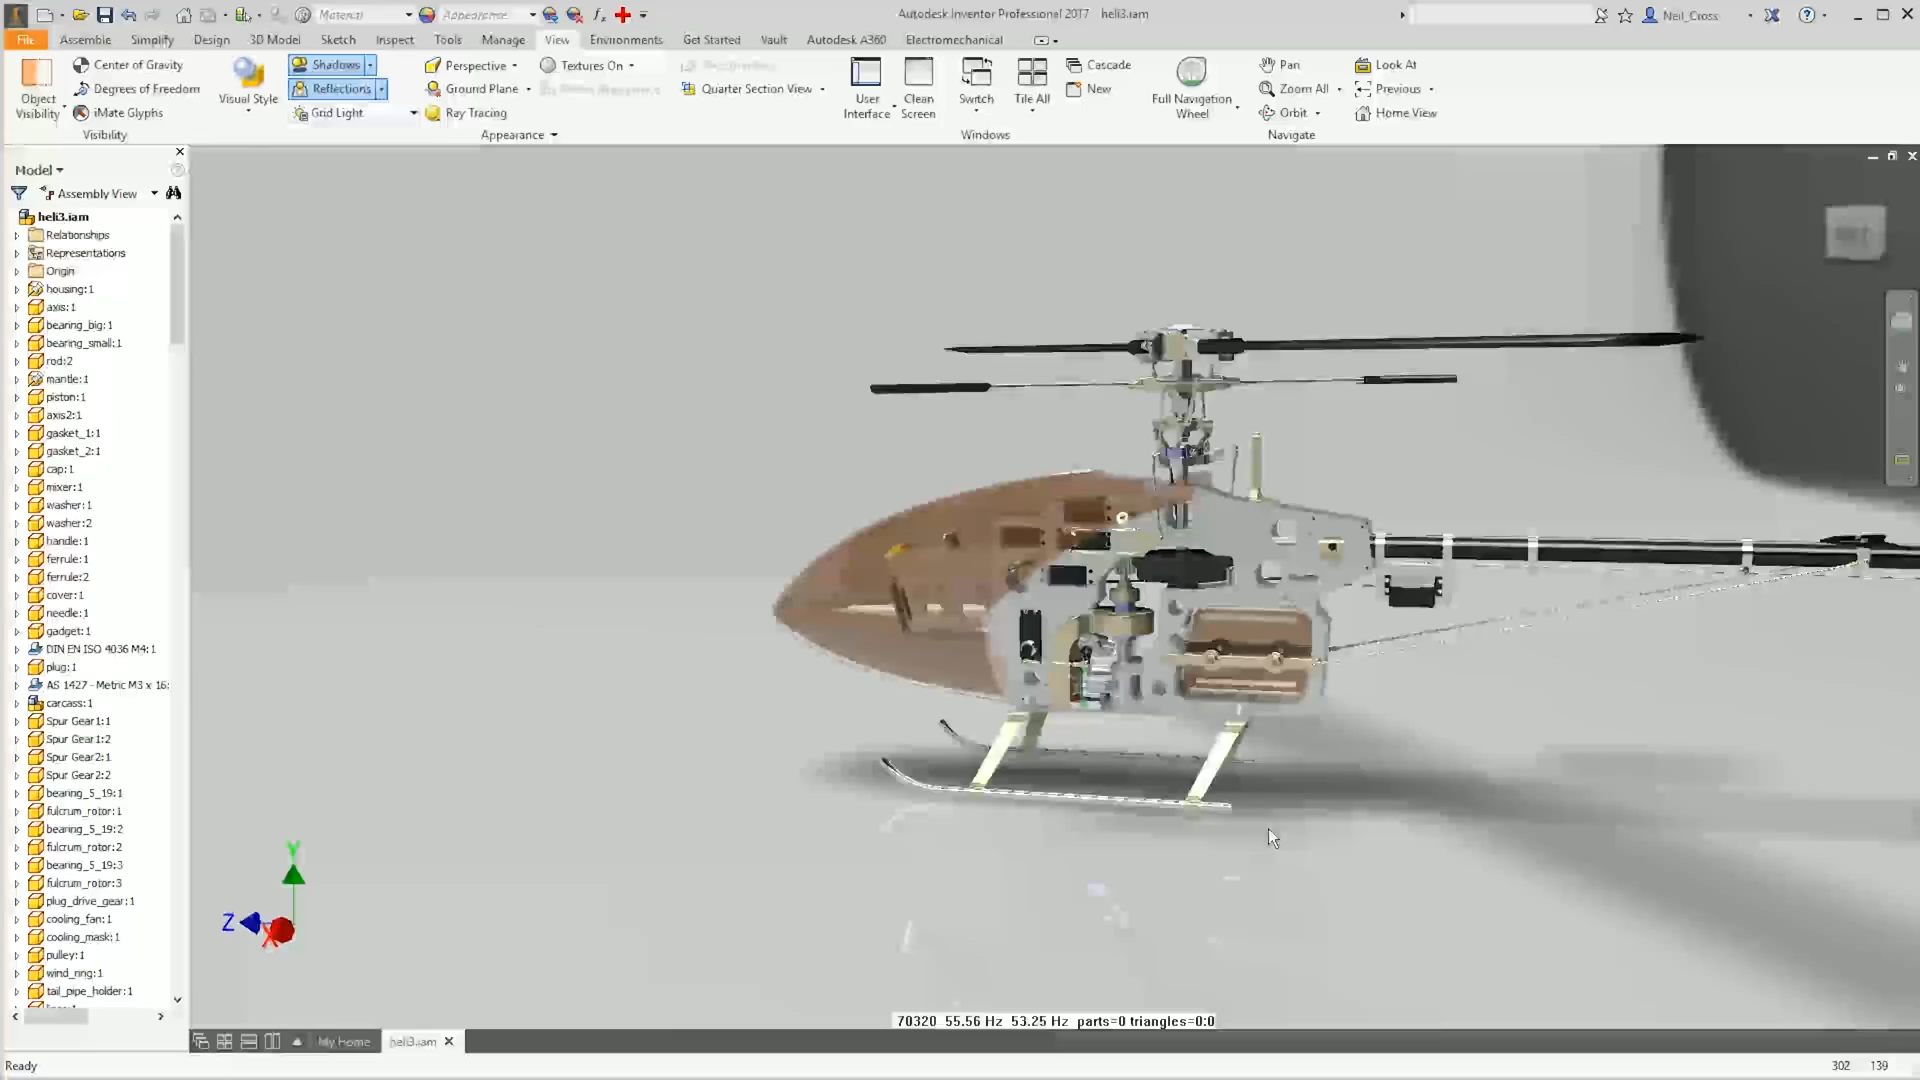 Material
Appearance
Autodesk Inventor Professional 2017 heli3.iam
Neil_Cross
File Assemble Simplify Design 3D Model Sketch Inspect Tools Manage View Environments Get Started Vault Autodesk A360 Electromechanical
Object Visibility
Center of Gravity
Degrees of Freedom
iMate Glyphs
Visibility
Visual Style
Shadows
Reflections
Grid Light
Perspective
Ground Plane
Ray Tracing
Textures On
Quarter Section View
Appearance
User Interface
Clean Screen
Switch
Tile All
Cascade
New
Windows
Full Navigation Wheel
Pan
Zoom All
Orbit
Look At
Previous
Home View
Navigate
Model
Assembly View
heli3.iam
Relationships
Representations
Origin
housing:1
axis:1
bearing_big:1
bearing_small:1
rod:2
mantle:1
piston:1
axis2:1
gasket_1:1
gasket_2:1
cap:1
mixer:1
washer:1
washer:2
handle:1
ferrule:1
ferrule:2
cover:1
needle:1
gadget:1
DIN EN ISO 4036 M4:1
plug:1
AS 1427 - Metric M3 x 16:
carcass:1
Spur Gear1:1
Spur Gear1:2
Spur Gear2:1
Spur Gear2:2
bearing_5_19:1
fulcrum_rotor:1
bearing_5_19:2
fulcrum_rotor:2
bearing_5_19:3
fulcrum_rotor:3
plug_drive_gear:1
cooling_fan:1
cooling_mask:1
pulley:1
wind_ring:1
tail_pipe_holder:1
Y
Z
X
70320 55.56 Hz 53.25 Hz parts=0 triangles=0:0
My Home heli3.iam
Ready
302 139